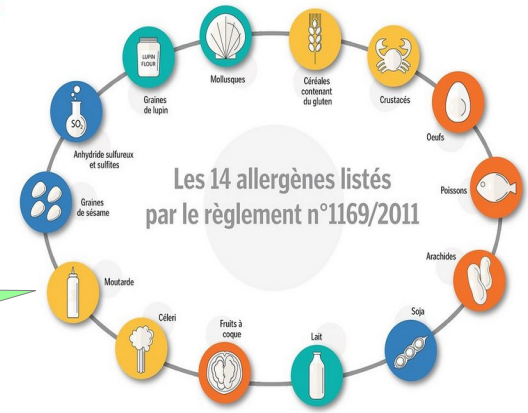 Les 14 allergènes listés
par le règlement n°1169/2011
Céréales
contenant
du gluten
Crustacés
Oeufs
Poissons
Arachides
Soja
Lait
Fruits à
coque
Céleri
Moutarde
Graines
de sésame
SO₂
Anhydride sulfureux
et sulfites
LUPIN
FLOUR
Graines
de lupin
Mollusques